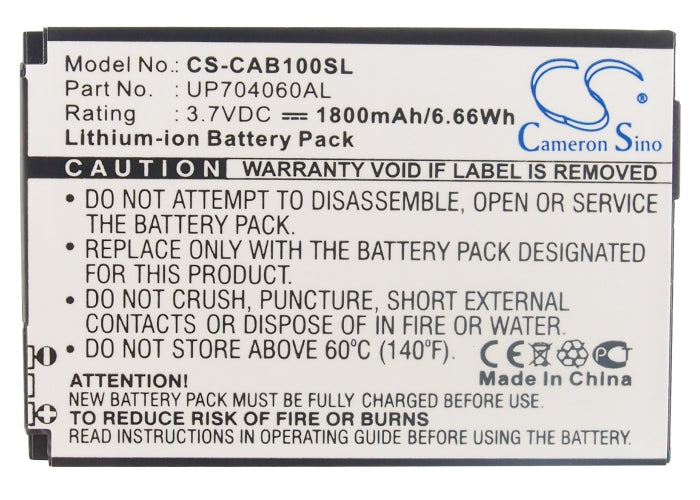 Model No.: CS-CAB100SL
Part No. : UP704060AL
Rating : 3.7VDC 1800mAh/6.66Wh
Lithium-ion Battery Pack
CS
Cameron Sino
CAUTION WARRANTY VOID IF LABEL IS REMOVED
• DO NOT ATTEMPT TO DISASSEMBLE, OPEN OR SERVICE
THE BATTERY PACK.
• REPLACE ONLY WITH THE BATTERY PACK DESIGNATED
FOR THIS PRODUCT.
• DO NOT CRUSH, PUNCTURE, SHORT EXTERNAL
CONTACTS OR DISPOSE OF IN FIRE OR WATER.
• DO NOT STORE ABOVE 60°C (140°F).
CE PCT
Made In China
ATTENTION!
NEW BATTERY PACK MUST BE FULLY CHARGED BEFORE USE
TO REDUCE RISK OF FIRE OR BURNS
READ INSTRUCTIONS IN OPERATING GUIDE BEFORE USE